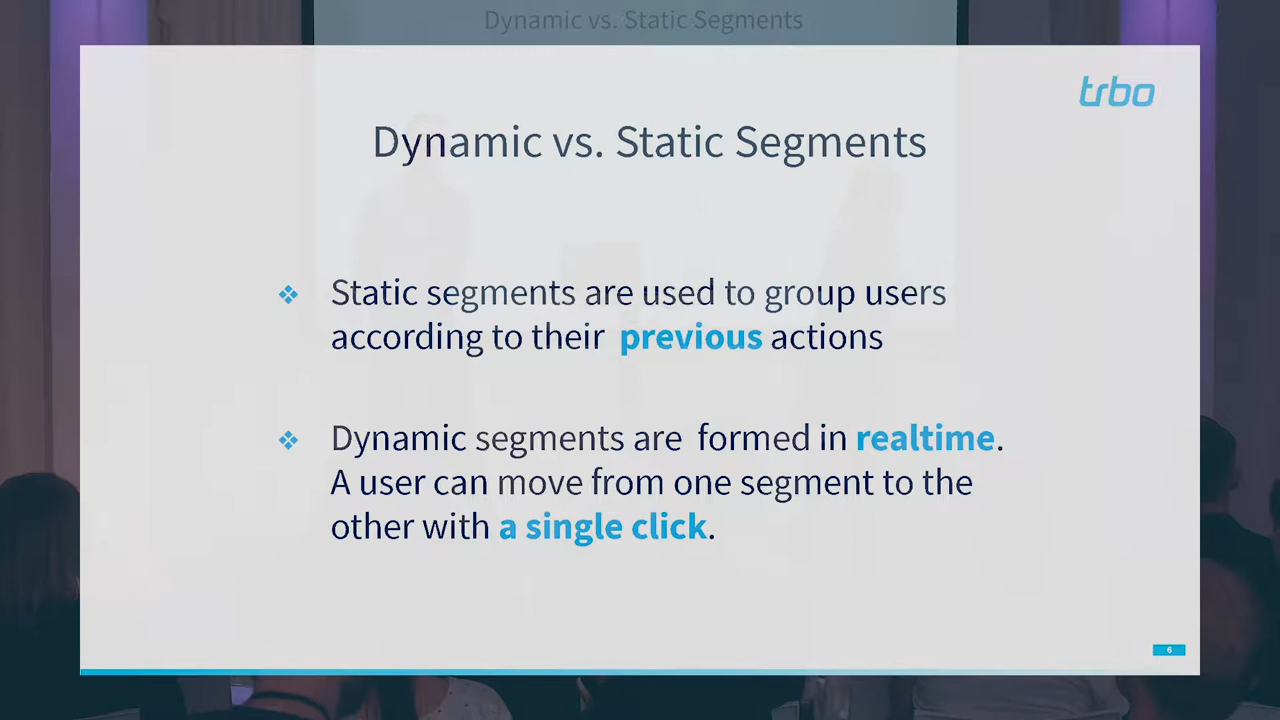 Dynamic vs. Static Segments
trbo
Dynamic vs. Static Segments
❖ Static segments are used to group users
according to their previous actions
❖ Dynamic segments are formed in realtime.
A user can move from one segment to the
other with a single click.
6